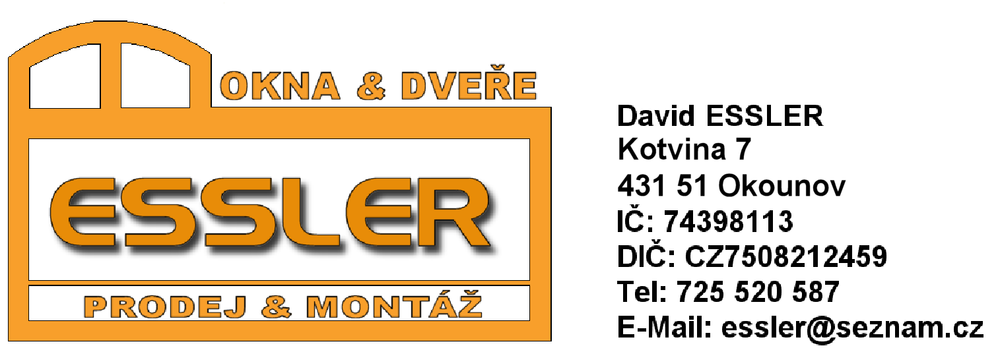 OKNA & DVEŘE
ESSLER
PRODEJ & MONTÁŽ
David ESSLER
Kotvina 7
431 51 Okounov
IČ: 74398113
DIČ: CZ7508212459
Tel: 725 520 587
E-Mail: essler@seznam.cz